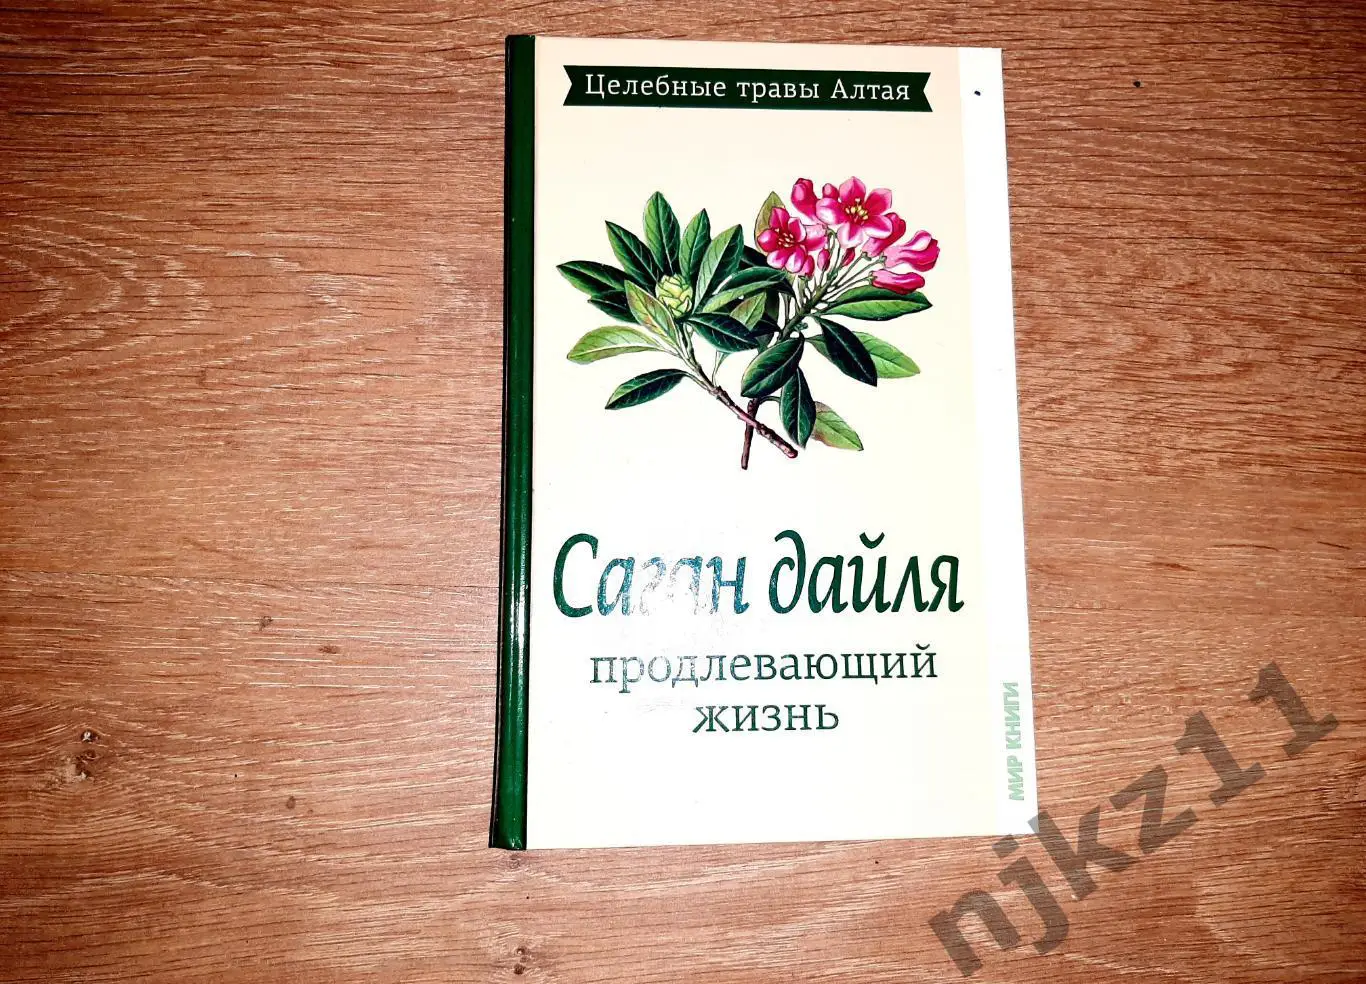 Целебные травы Алтая
Саган дайля
продлевающий
жизнь
МИР КНИГИ
njkz11